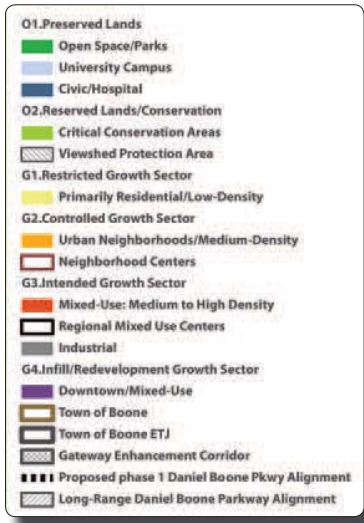 O1.Preserved Lands
Open Space/Parks
University Campus
Civic/Hospital
O2.Reserved Lands/Conservation
Critical Conservation Areas
Viewshed Protection Area
G1.Restricted Growth Sector
Primarily Residential/Low-Density
G2.Controlled Growth Sector
Urban Neighborhoods/Medium-Density
Neighborhood Centers
G3.Intended Growth Sector
Mixed-Use: Medium to High Density
Regional Mixed Use Centers
Industrial
G4.Infill/Redevelopment Growth Sector
Downtown/Mixed-Use
Town of Boone
Town of Boone ETJ
Gateway Enhancement Corridor
Proposed phase 1 Daniel Boone Pkwy Alignment
Long-Range Daniel Boone Parkway Alignment